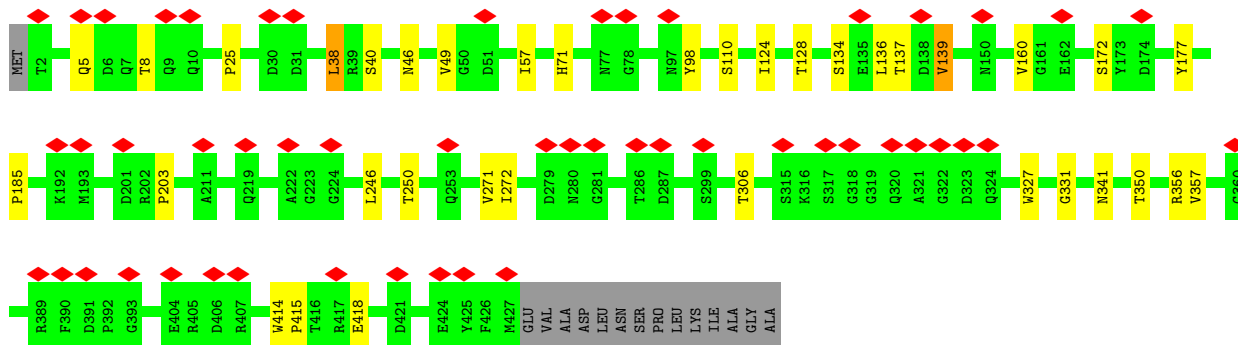 MET T2 Q5 D6 Q7 T8 Q9 Q10 P25 D30 D31 L38 R39 S40 N46 V49 G50 D51 I57 H71 N77 G78 N97 Y98 S110 I124 T128 S134 E135 L136 T137 D138 V139 N150 V160 G161 E162 S172 Y173 D174 Y177
P185 K192 M193 D201 R202 P203 A211 Q219 A222 G223 G224 L246 T250 Q253 V271 I272 D279 N280 G281 T286 D287 S299 T306 S315 K316 S317 G318 G319 Q320 A321 G322 D323 Q324 W327 G331 N341 T350 R356 V357 G360
R389 F390 D391 P392 G393 E404 R405 D406 R407 W414 P415 T416 R417 E418 D421 E424 Y425 F426 M427 GLU VAL ALA ASP LEU ASN SER PRO LEU LYS ILE ALA GLY ALA